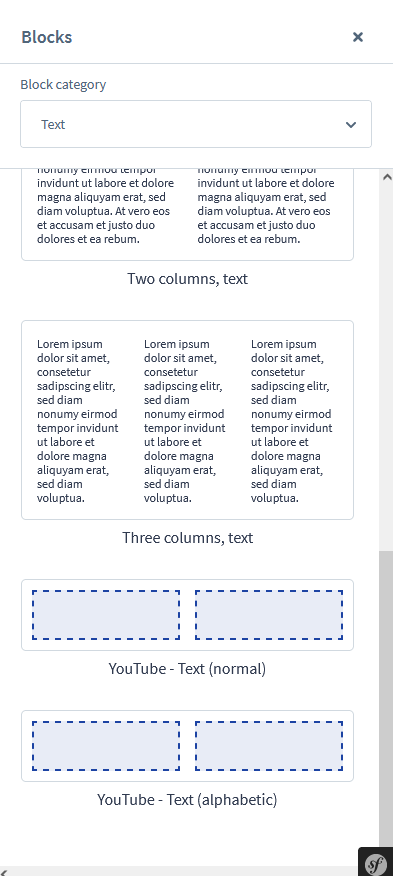 Blocks
Block category
Text
nonumy eirmod tempor
invidunt ut labore et dolore
magna aliquyam erat, sed
diam voluptua. At vero eos
et accusam et justo duo
dolores et ea rebum.
nonumy eirmod tempor
invidunt ut labore et dolore
magna aliquyam erat, sed
diam voluptua. At vero eos
et accusam et justo duo
dolores et ea rebum.
Two columns, text
Lorem ipsum
dolor sit amet,
consetetur
sadipscing elitr,
sed diam
nonumy eirmod
tempor invidunt
ut labore et
dolore magna
aliquyam erat,
sed diam
voluptua.
Lorem ipsum
dolor sit amet,
consetetur
sadipscing elitr,
sed diam
nonumy eirmod
tempor invidunt
ut labore et
dolore magna
aliquyam erat,
sed diam
voluptua.
Lorem ipsum
dolor sit amet,
consetetur
sadipscing elitr,
sed diam
nonumy eirmod
tempor invidunt
ut labore et
dolore magna
aliquyam erat,
sed diam
voluptua.
Three columns, text
YouTube - Text (normal)
YouTube - Text (alphabetic)
sf